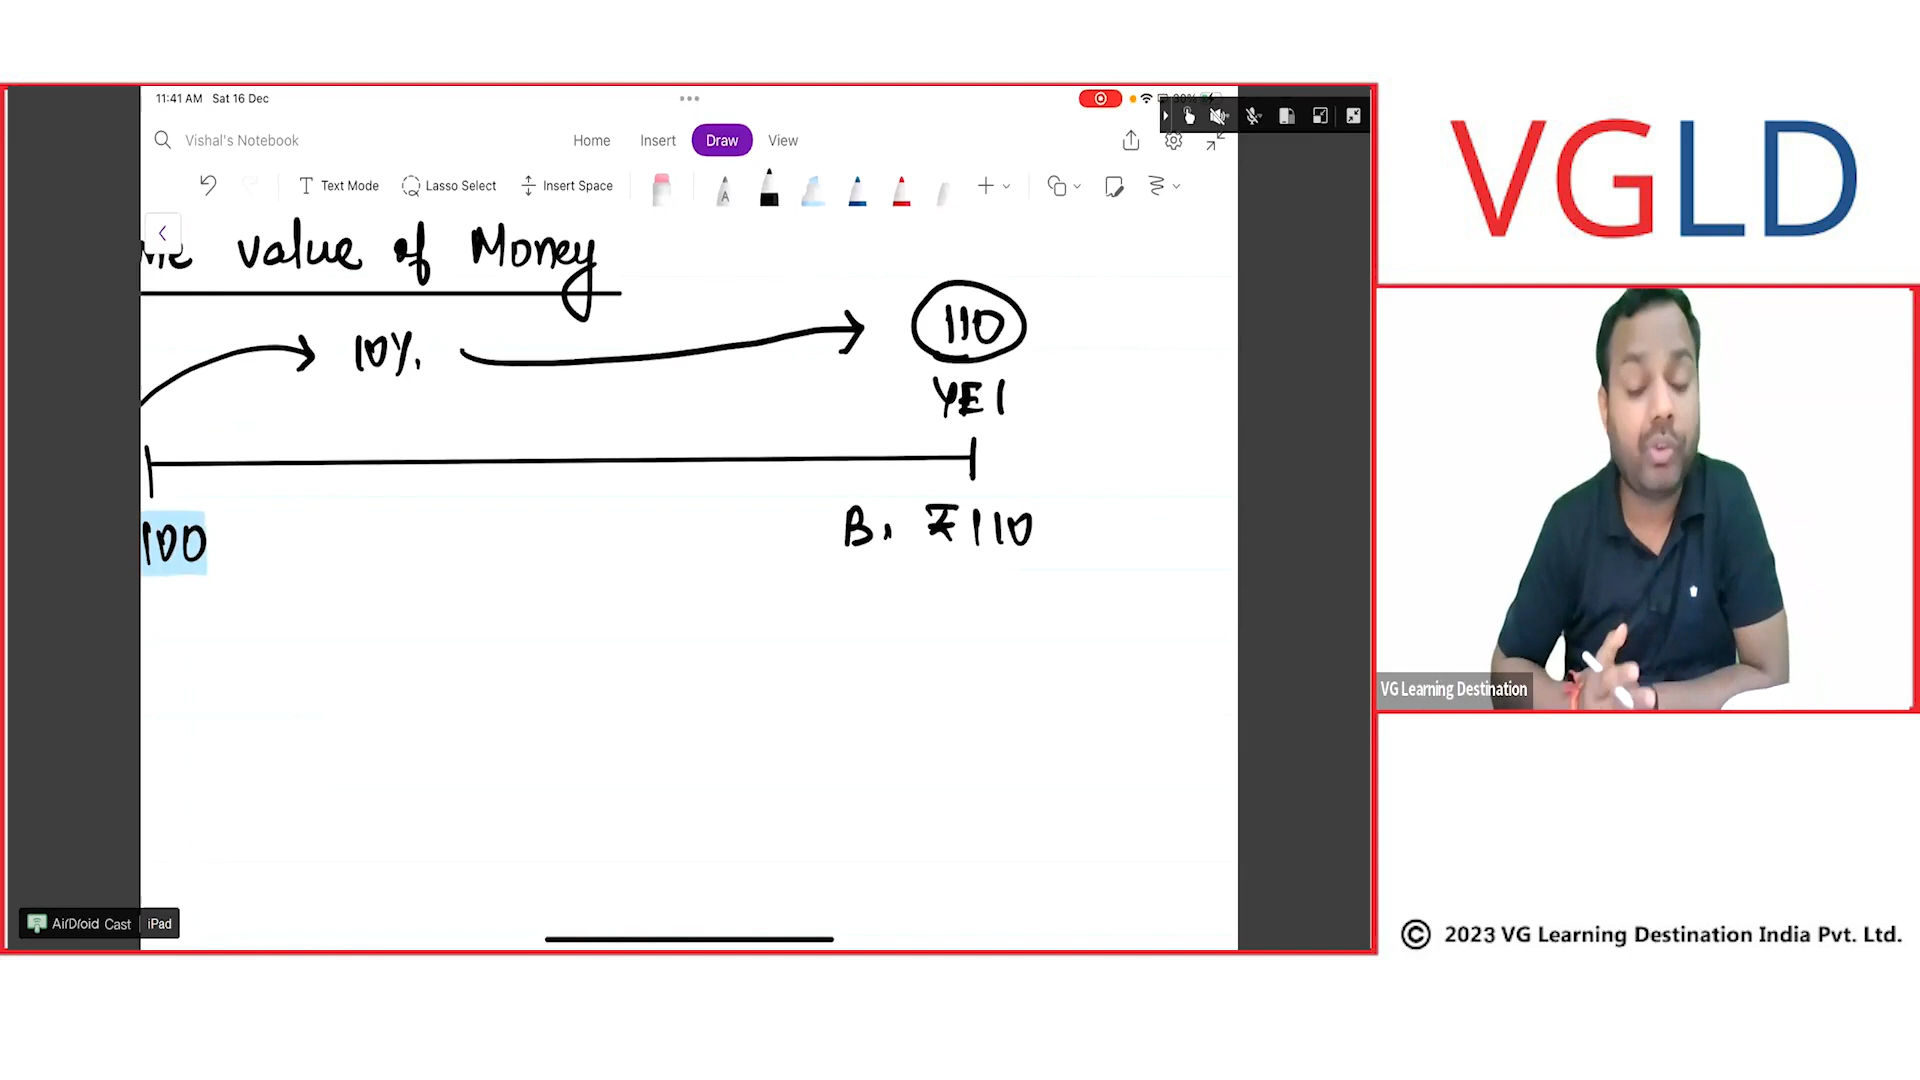 11:41 AM Sat 16 Dec
30%
Vishal's Notebook
Home Insert Draw View
Text Mode Lasso Select Insert Space
A
value of Money
10%.
110
YE1
100
B. ₹110
AirDroid Cast iPad
VGLD
VG Learning Destination
© 2023 VG Learning Destination India Pvt. Ltd.